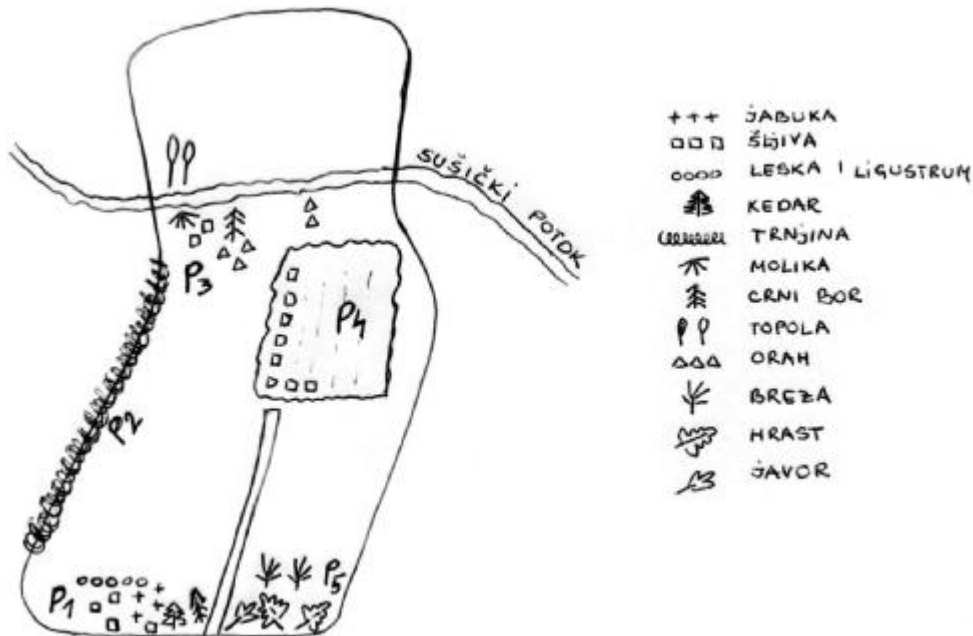 SUŠIČKI POTOK
P3
P4
P2
P1
P5
+++ JABUKA
ŠLJIVA
LESKA I LIGUSTRUM
KEDAR
TRNJINA
MOLIKA
CRNI BOR
TOPOLA
ORAH
BREZA
HRAST
JAVOR